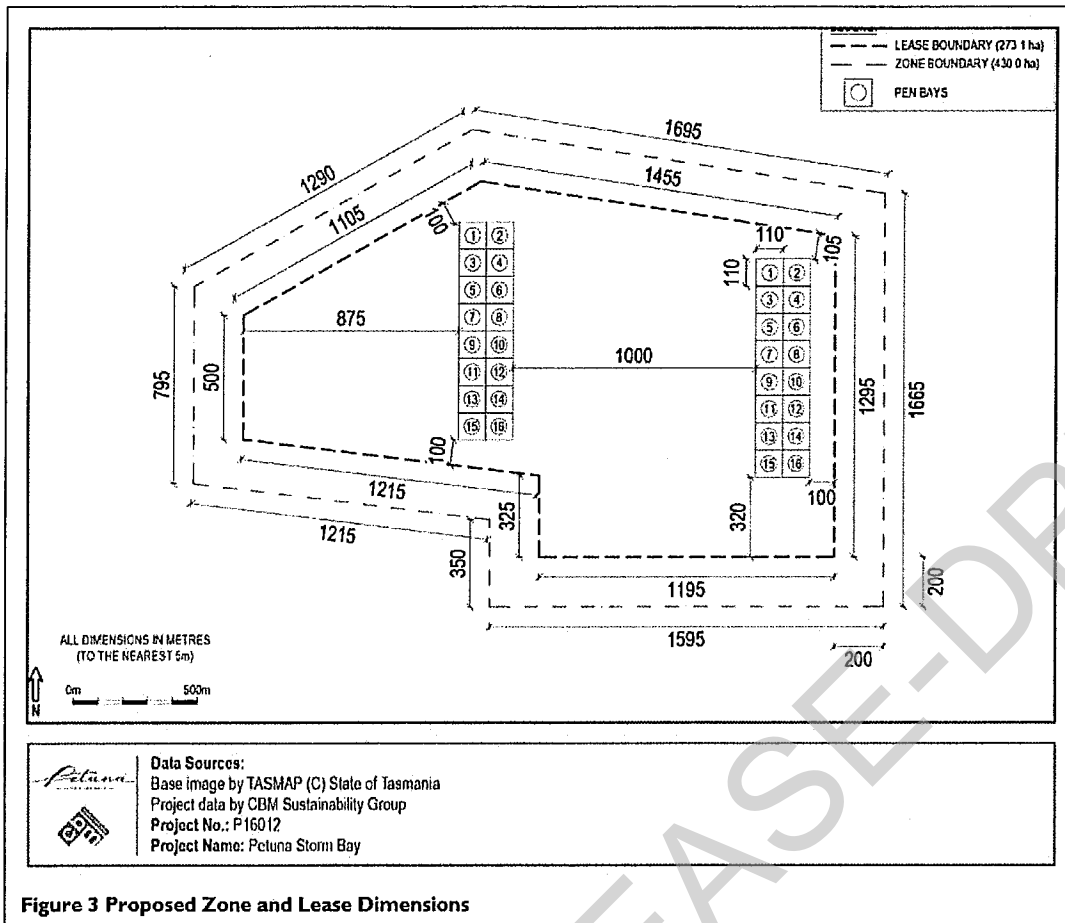 LEASE BOUNDARY (273.1 ha)
ZONE BOUNDARY (430.0 ha)
PEN BAYS
1695
1290
1455
1105
100
105
110
110
1 2
3 4
5 6
7 8
9 10
11 12
13 14
15 16
1 2
3 4
5 6
7 8
9 10
11 12
13 14
15 16
875
1000
795
500
1295
1665
100
1215
1215
325
350
320
100
1195
200
1595
200
ALL DIMENSIONS IN METRES
(TO THE NEAREST 5m)
0m 500m
N
Petuna
Data Sources:
Base image by TASMAP (C) State of Tasmania
Project data by CBM Sustainability Group
Project No.: P16012
Project Name: Petuna Storm Bay
Figure 3 Proposed Zone and Lease Dimensions